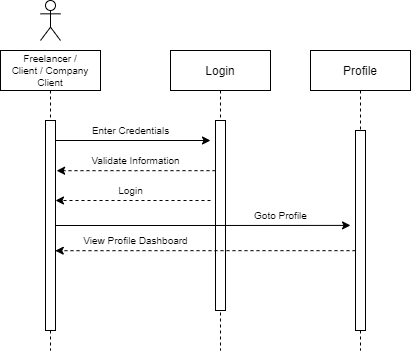 Freelancer /
Client / Company
Client
Login
Profile
Enter Credentials
Validate Information
Login
Goto Profile
View Profile Dashboard